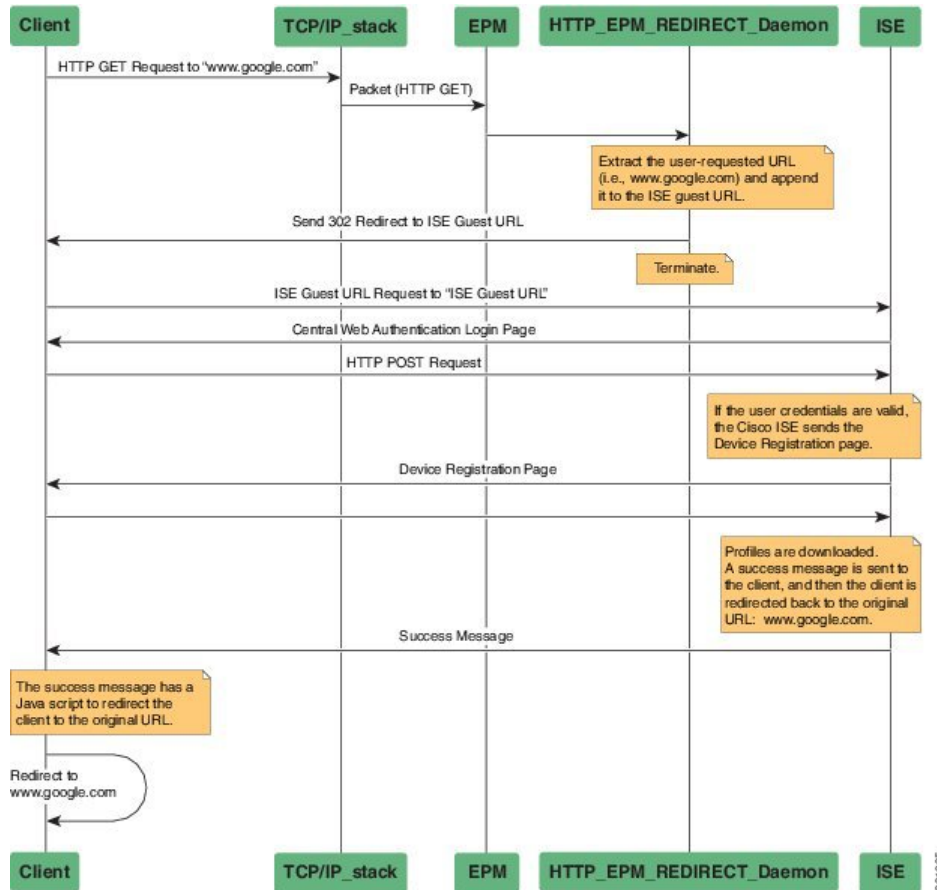 Client
TCP/IP_stack
EPM
HTTP_EPM_REDIRECT_Daemon
ISE
HTTP GET Request to “www.google.com”
Packet (HTTP GET)
Extract the user-requested URL
(i.e., www.google.com) and append
it to the ISE guest URL.
Send 302 Redirect to ISE Guest URL
Terminate.
ISE Guest URL Request to “ISE Guest URL”
Central Web Authentication Login Page
HTTP POST Request
If the user credentials are valid,
the Cisco ISE sends the
Device Registration page.
Device Registration Page
Profiles are downloaded.
A success message is sent to
the client, and then the client is
redirected back to the original
URL: www.google.com.
Success Message
The success message has a
Java script to redirect the
client to the original URL.
Redirect to
www.google.com
Client
TCP/IP_stack
EPM
HTTP_EPM_REDIRECT_Daemon
ISE